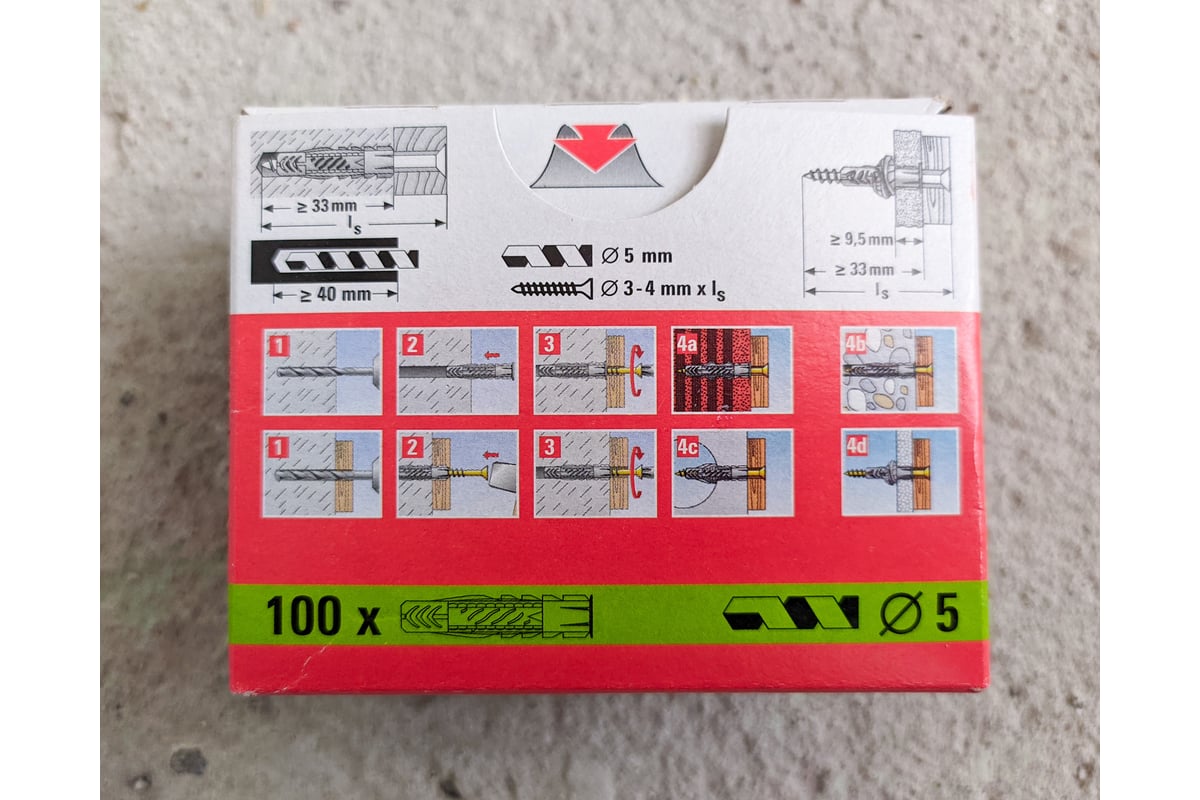 ≥ 33 mm
ls
≥ 40 mm
Ø 5 mm
Ø 3-4 mm x ls
≥ 9,5 mm
≥ 33 mm
ls
1
2
3
4a
4b
1
2
3
4c
4d
100 x
Ø 5